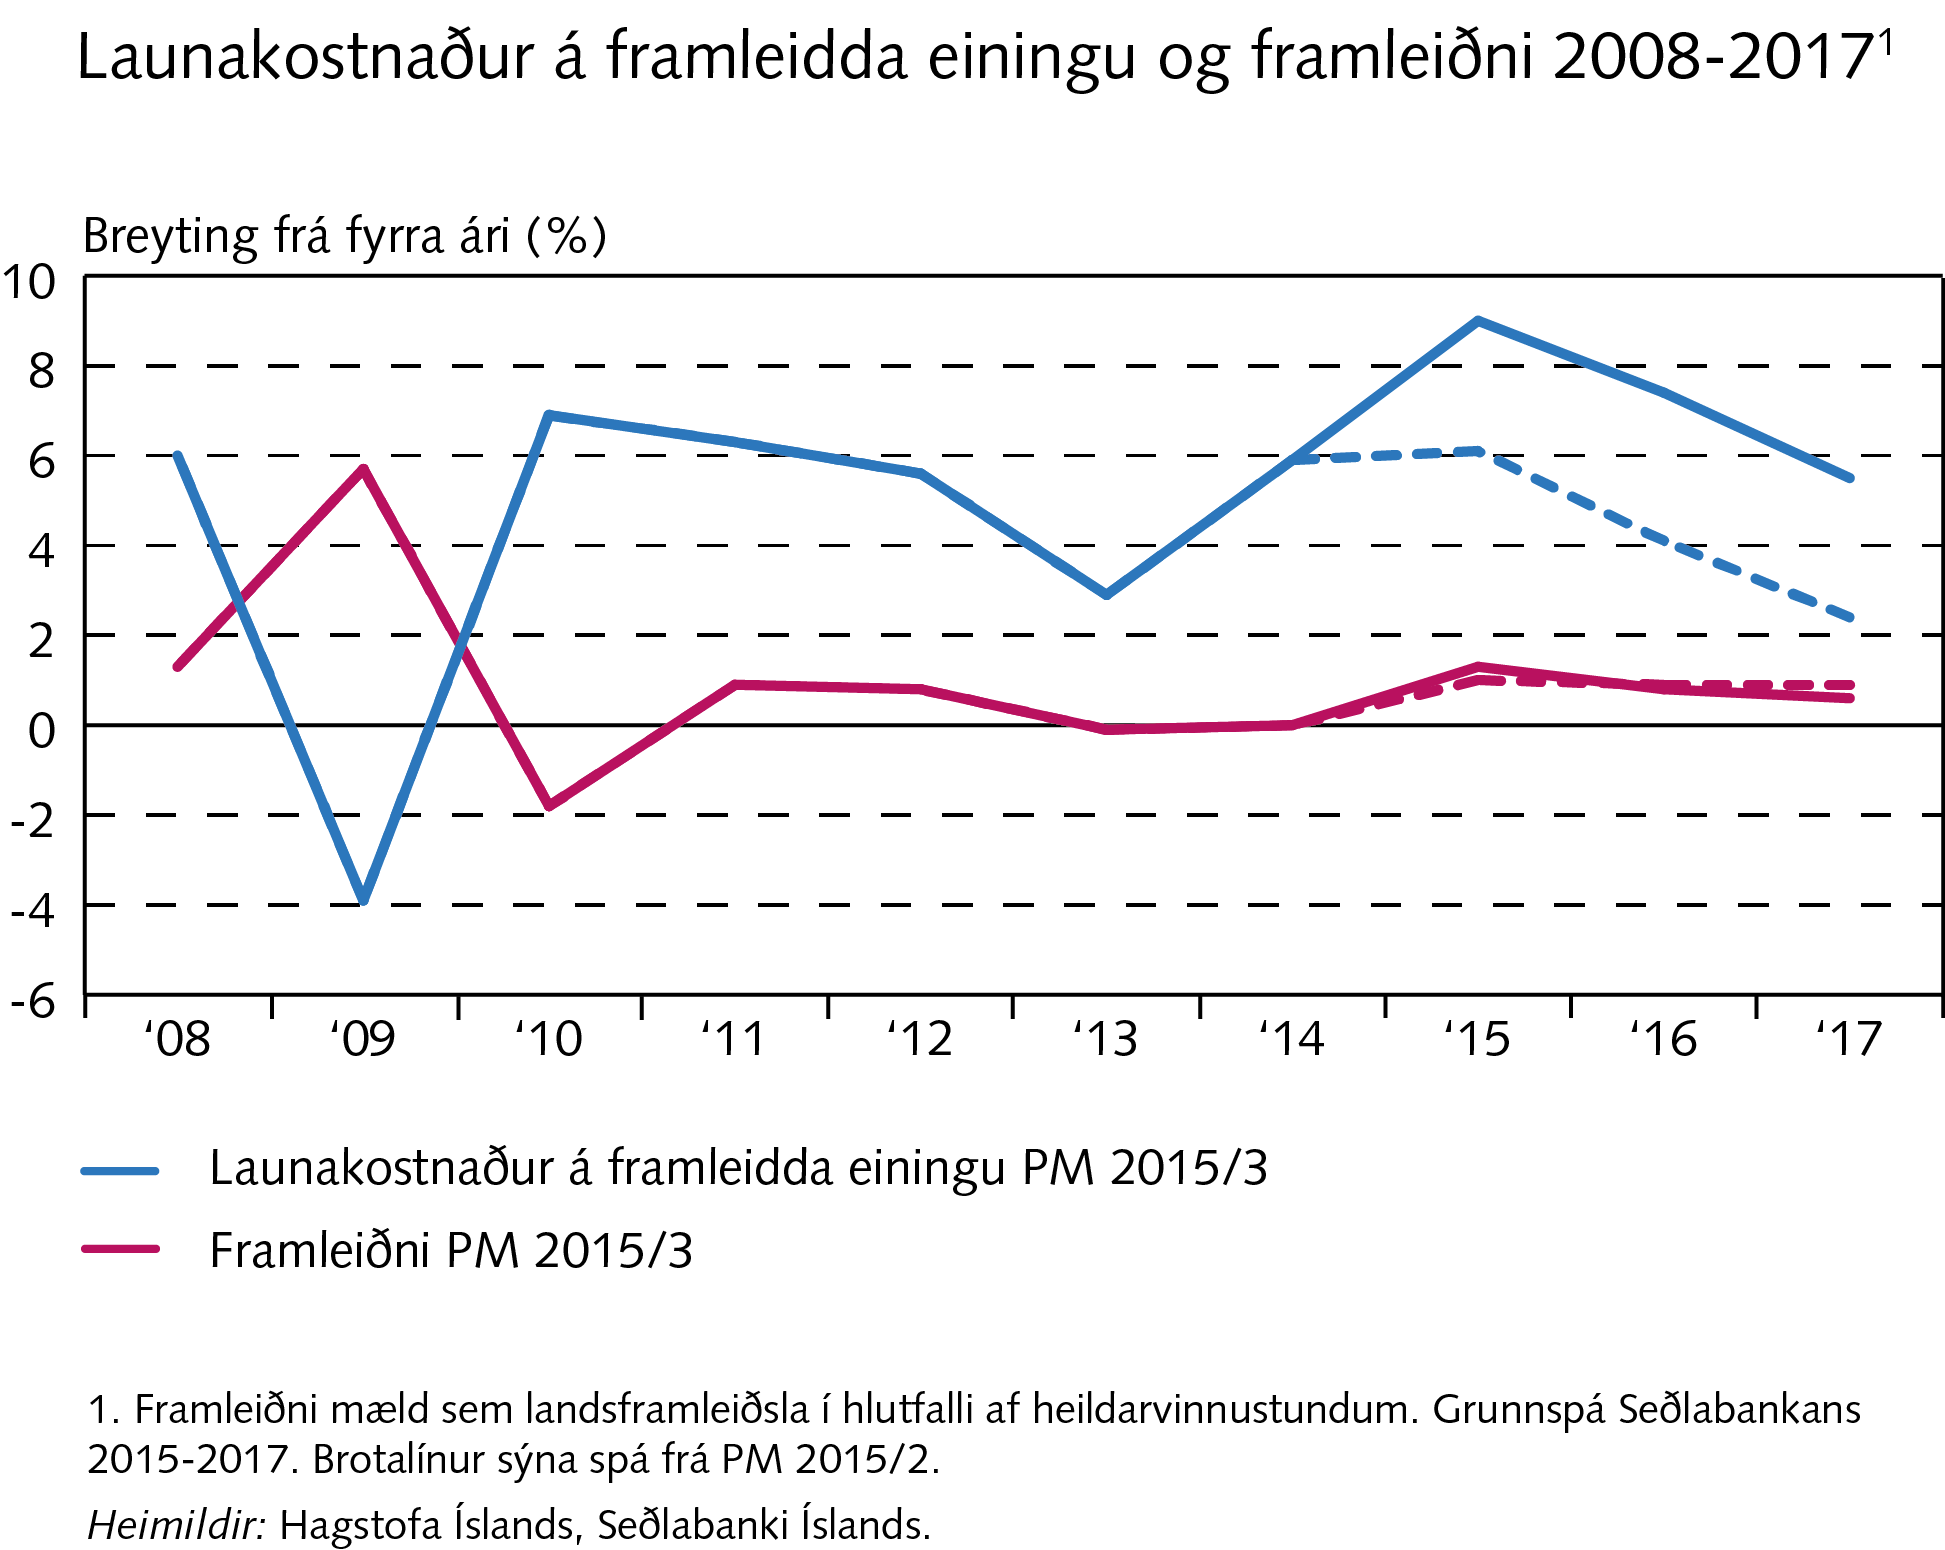 Launakostnaður á framleidda einingu og framleiðni 2008-2017¹
Breyting frá fyrra ári (%)
10
8
6
4
2
0
-2
-4
-6
‘08 ‘09 ‘10 ‘11 ‘12 ‘13 ‘14 ‘15 ‘16 ‘17
Launakostnaður á framleidda einingu PM 2015/3
Framleiðni PM 2015/3
1. Framleiðni mæld sem landsframleiðsla í hlutfalli af heildarvinnustundum. Grunnspá Seðlabankans
2015-2017. Brotalínur sýna spá frá PM 2015/2.
Heimildir: Hagstofa Íslands, Seðlabanki Íslands.